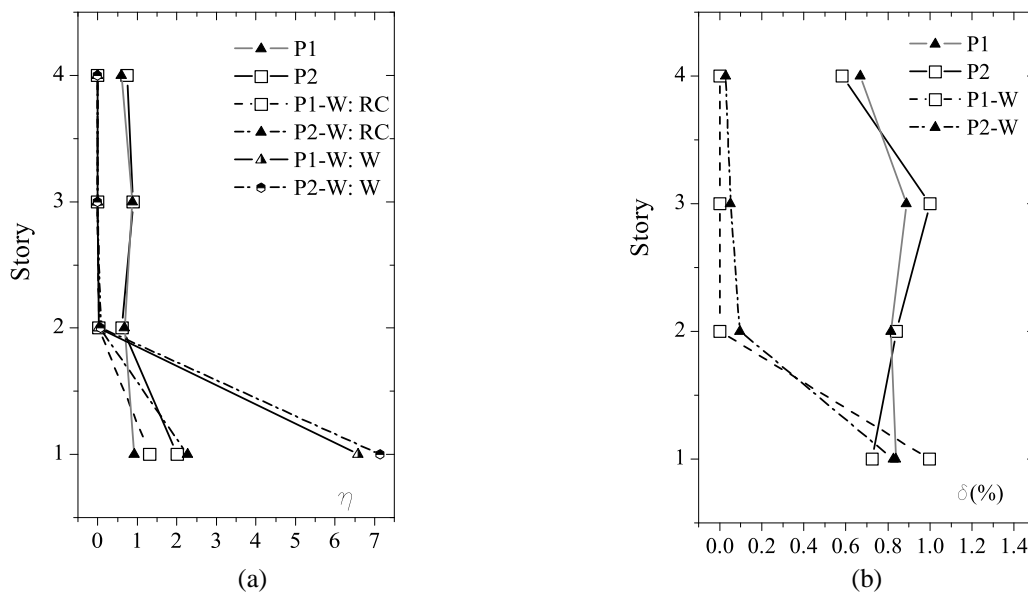 P1
P2
P1-W: RC
P2-W: RC
P1-W: W
P2-W: W
4
3
2
1
Story
η
0 1 2 3 4 5 6 7
(a)
P1
P2
P1-W
P2-W
4
3
2
1
Story
δ(%)
0.0 0.2 0.4 0.6 0.8 1.0 1.2 1.4
(b)